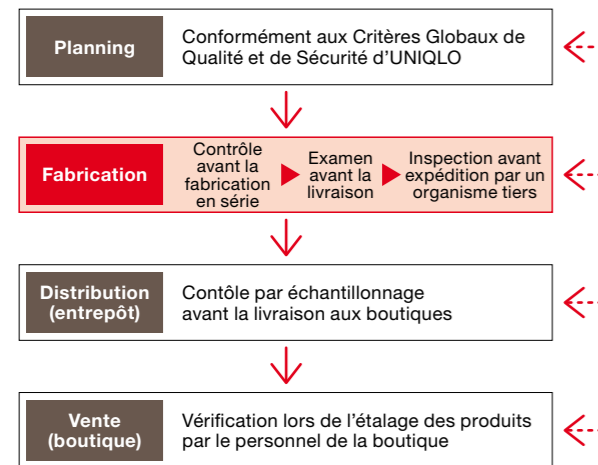 Planning
Conformément aux Critères Globaux de
Qualité et de Sécurité d’UNIQLO
Fabrication
Contrôle
avant la
fabrication
en série
Examen
avant la
livraison
Inspection avant
expédition par un
organisme tiers
Distribution
(entrepôt)
Contôle par échantillonnage
avant la livraison aux boutiques
Vente
(boutique)
Vérification lors de l’étalage des produits
par le personnel de la boutique